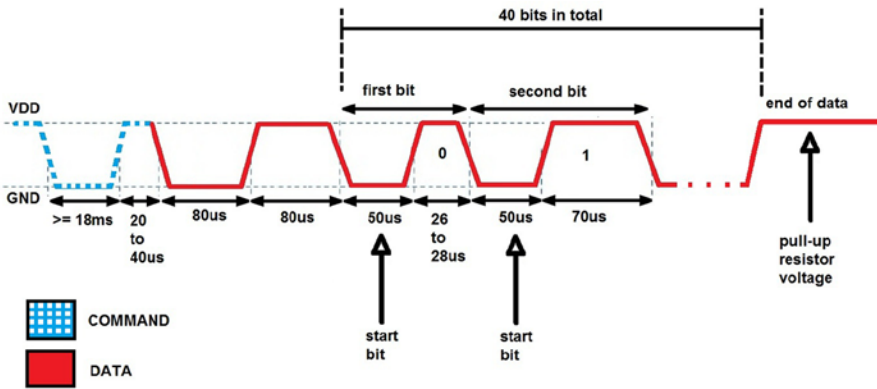 40 bits in total
first bit
second bit
end of data
VDD
0
1
GND
>= 18ms
20
to
40us
80us
80us
50us
26
to
28us
50us
70us
pull-up
resistor
voltage
start
bit
start
bit
COMMAND
DATA